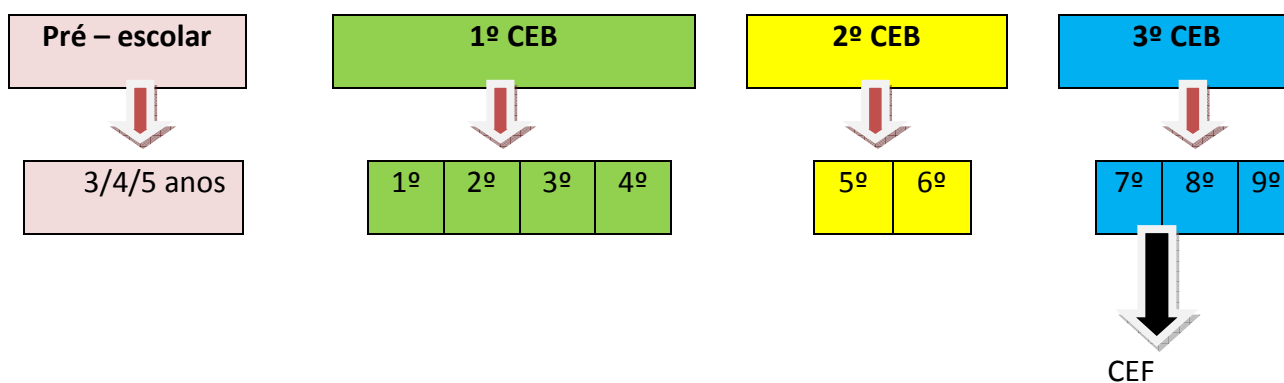 Pré – escolar
1º CEB
2º CEB
3º CEB
3/4/5 anos
1º
2º
3º
4º
5º
6º
7º
8º
9º
CEF